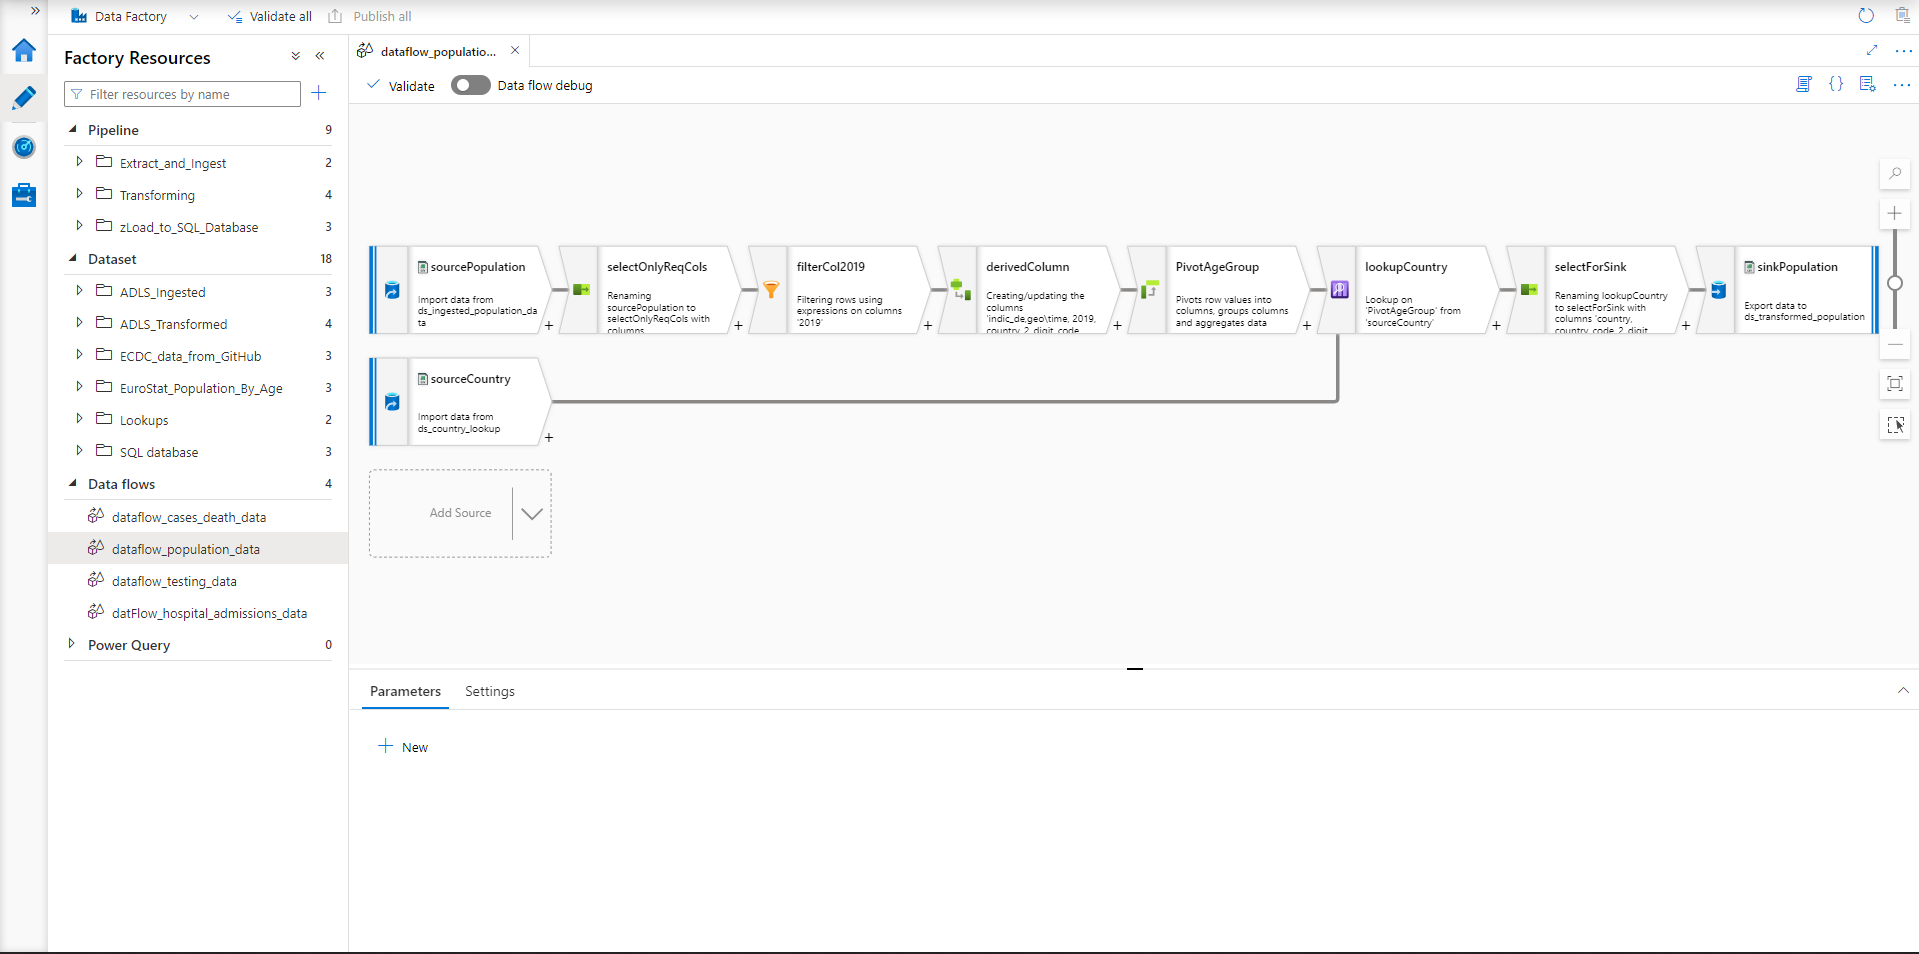 Data Factory
Validate all
Publish all
Factory Resources
Filter resources by name
Pipeline 9
Extract_and_Ingest 2
Transforming 4
zLoad_to_SQL_Database 3
Dataset 18
ADLS_Ingested 3
ADLS_Transformed 4
ECDC_data_from_GitHub 3
EuroStat_Population_By_Age 3
Lookups 2
SQL database 3
Data flows 4
dataflow_cases_death_data
dataflow_population_data
dataflow_testing_data
datFlow_hospital_admissions_data
Power Query 0
dataflow_populatio...
Validate
Data flow debug
sourcePopulation
Import data from
ds_ingested_population_da
ta
selectOnlyReqCols
Renaming
sourcePopulation to
selectOnlyReqCols with
columns
filterCol2019
Filtering rows using
expressions on columns
'2019'
derivedColumn
Creating/updating the
columns
'indic_de,geo\time, 2019,
country_2_digit_code
PivotAgeGroup
Pivots row values into
columns, groups columns
and aggregates data
lookupCountry
Lookup on
'PivotAgeGroup' from
'sourceCountry'
selectForSink
Renaming lookupCountry
to selectForSink with
columns 'country,
country_code_2_digit
sinkPopulation
Export data to
ds_transformed_population
sourceCountry
Import data from
ds_country_lookup
Add Source
Parameters
Settings
New